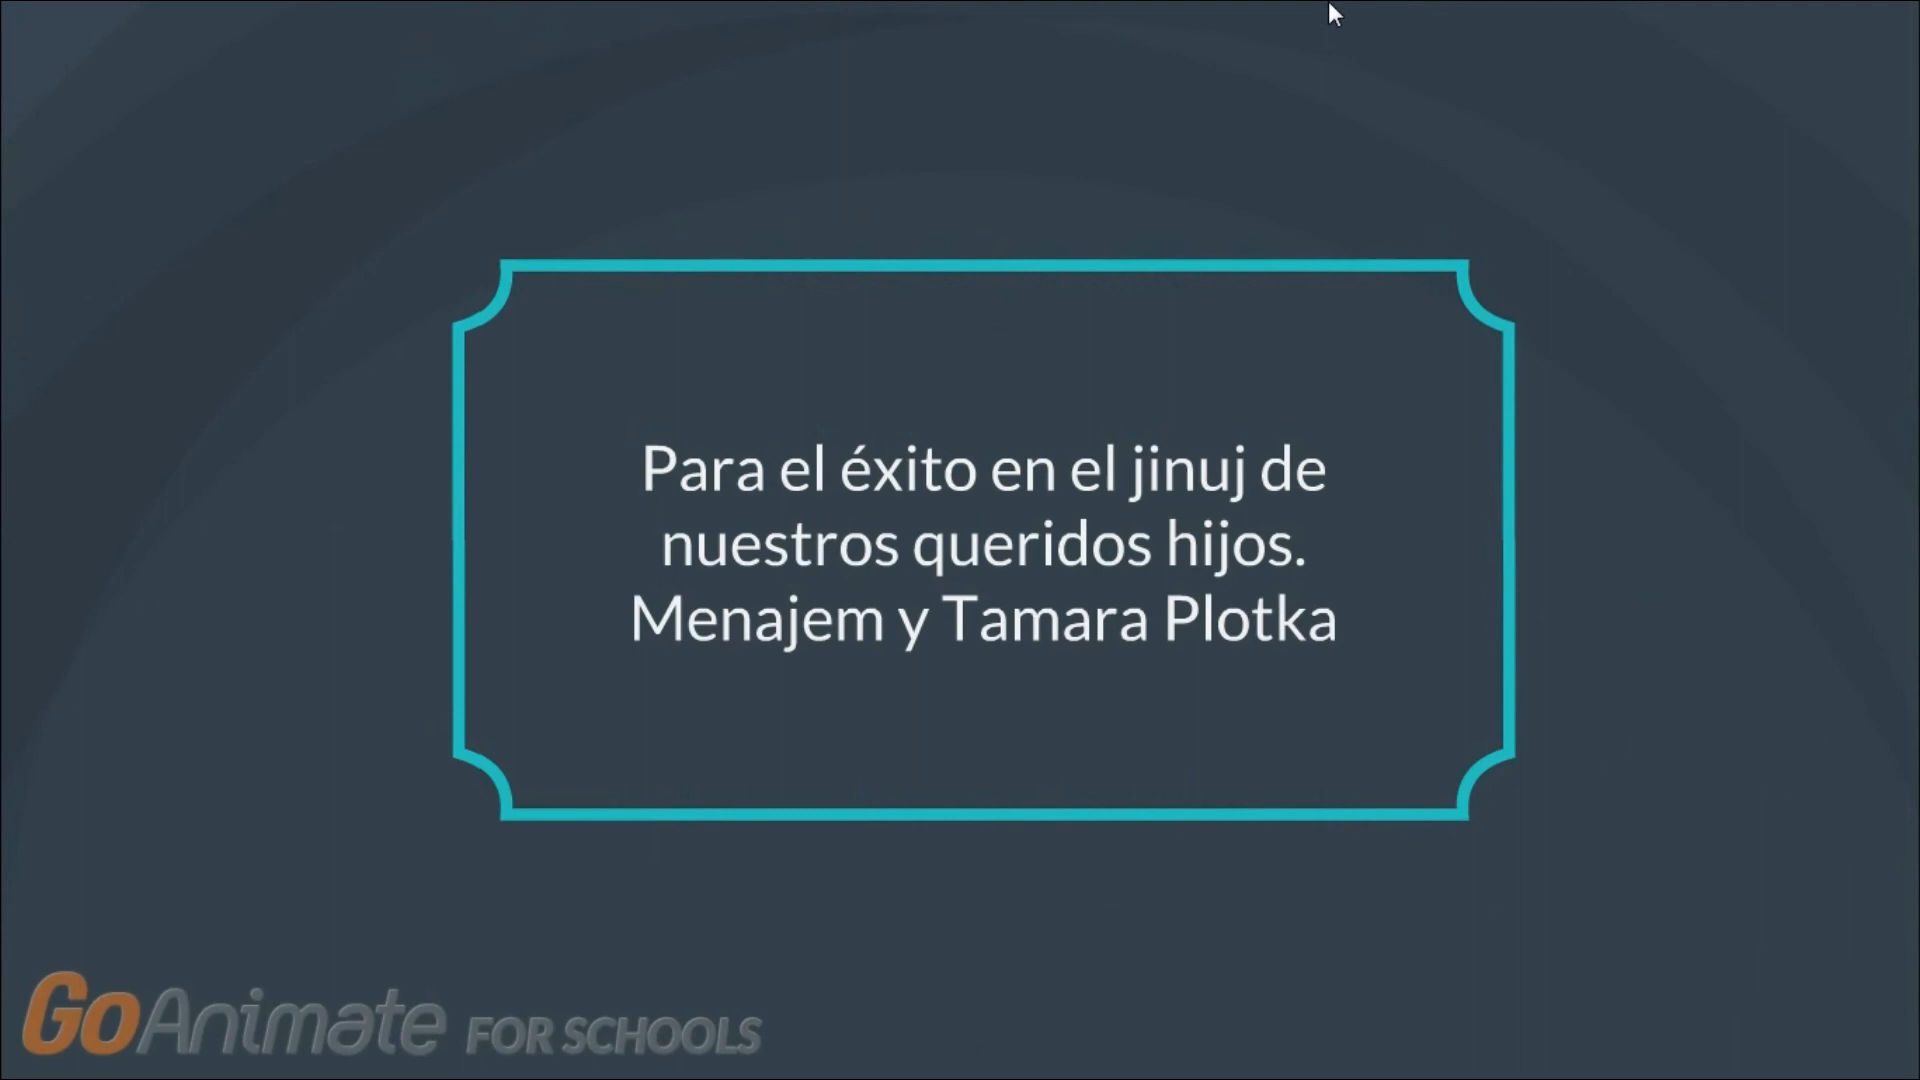 Para el éxito en el jinuj de
nuestros queridos hijos.
Menajem y Tamara Plotka
GoAnimate FOR SCHOOLS